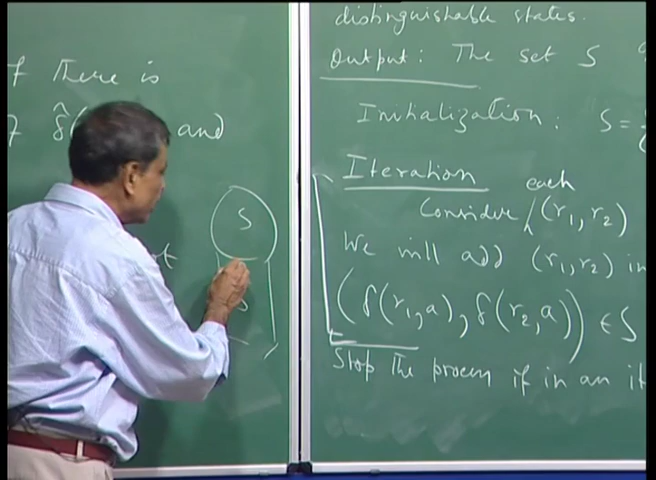 f There is
δ̂( and
S
S
distinguishable states.
Output: The set S
Initialization: S =
Iteration
each
Consider (r₁, r₂)
We will add (r₁, r₂) in
(δ(r₁, a), δ(r₂, a)) ∈ S
Stop the process if in an it